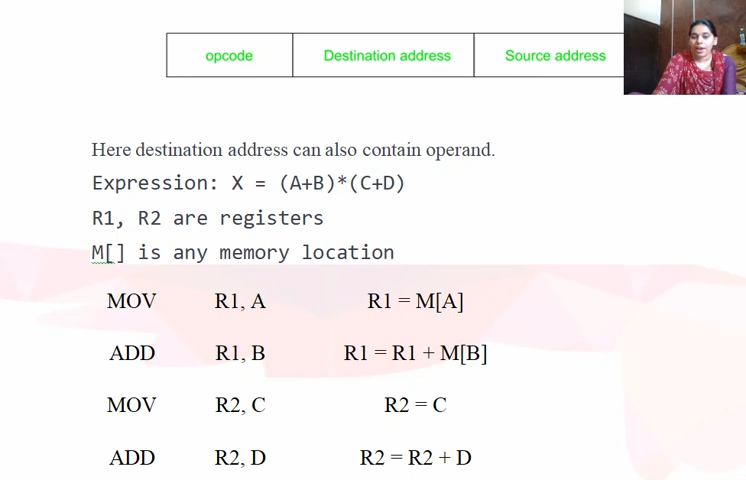 opcode Destination address Source address
Here destination address can also contain operand.
Expression: X = (A+B)*(C+D)
R1, R2 are registers
M[] is any memory location
MOV R1, A R1 = M[A]
ADD R1, B R1 = R1 + M[B]
MOV R2, C R2 = C
ADD R2, D R2 = R2 + D